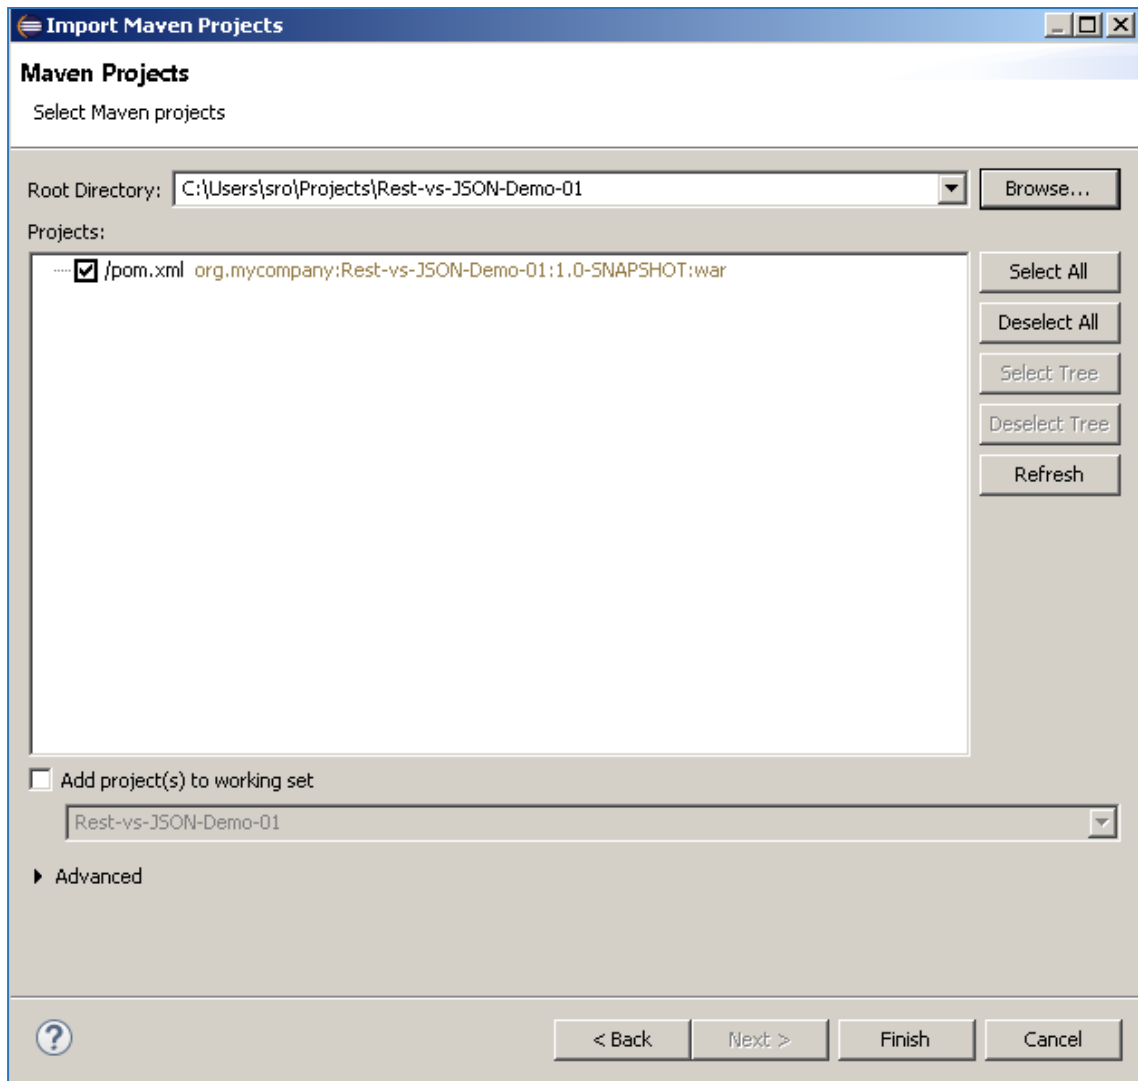 Import Maven Projects
Maven Projects
Select Maven projects
Root Directory: C:\Users\sro\Projects\Rest-vs-JSON-Demo-01 Browse...
Projects:
/pom.xml org.mycompany:Rest-vs-JSON-Demo-01:1.0-SNAPSHOT:war
Select All
Deselect All
Select Tree
Deselect Tree
Refresh
Add project(s) to working set
Rest-vs-JSON-Demo-01
Advanced
? < Back Next > Finish Cancel